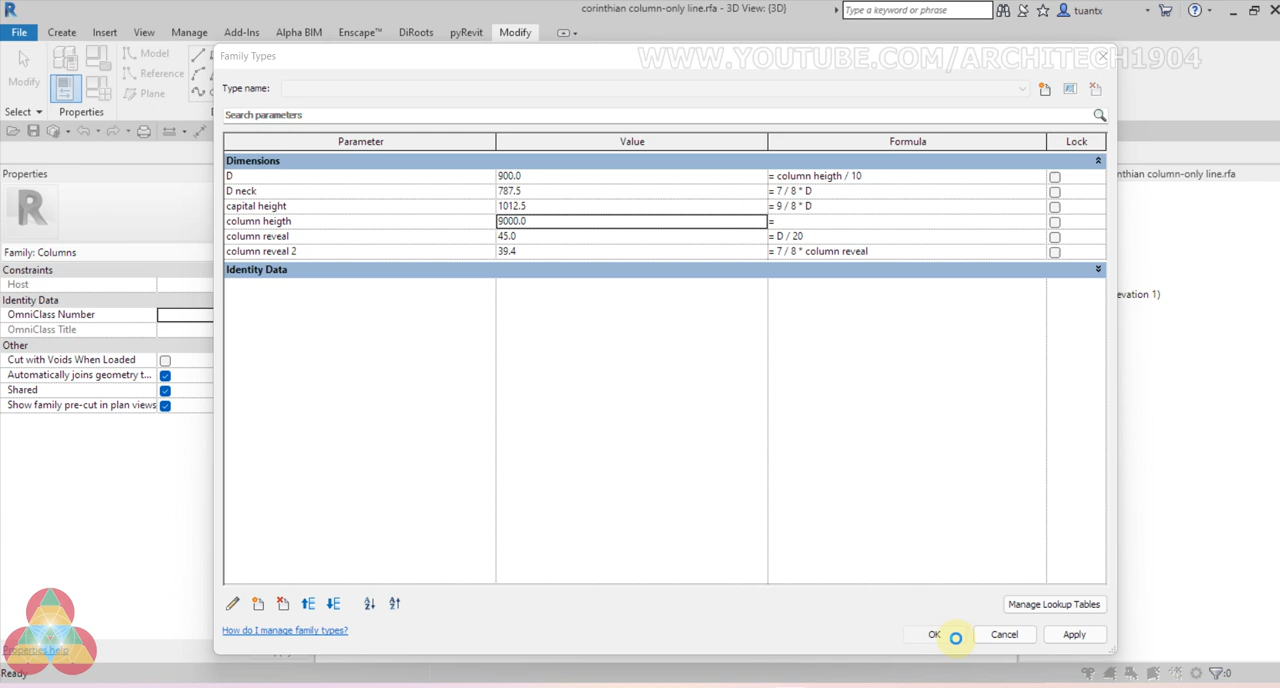 corinthian column-only line.rfa - 3D View: {3D}
Type a keyword or phrase
tuantx
File Create Insert View Manage Add-Ins Alpha BIM Enscape™ DiRoots pyRevit Modify
WWW.YOUTUBE.COM/ARCHITECH1904
Family Types
Model
Reference
Modify
Plane
Type name:
Select
Properties
Search parameters
Parameter Value Formula Lock
Dimensions
D 900.0 = column heigth / 10
D neck 787.5 = 7 / 8 * D
capital height 1012.5 = 9 / 8 * D
column heigth 9000.0 =
column reveal 45.0 = D / 20
column reveal 2 39.4 = 7 / 8 * column reveal
Identity Data
Properties
R
Family: Columns
Constraints
Host
Identity Data
OmniClass Number
OmniClass Title
Other
Cut with Voids When Loaded
Automatically joins geometry t...
Shared
Show family pre-cut in plan views
inthian column-only line.rfa
evation 1)
Manage Lookup Tables
How do I manage family types?
OK Cancel Apply
Properties help
Ready
:0